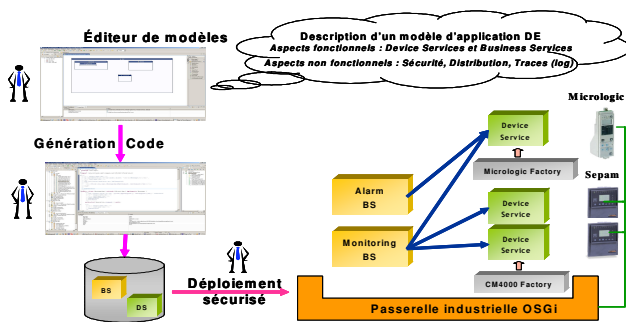 Éditeur de modèles
Description d'un modèle d'application DE
Aspects fonctionnels : Device Services et Business Services
Aspects non fonctionnels : Sécurité, Distribution, Traces (log)
Micrologic
Génération Code
Device
Service
Micrologic Factory
Sepam
Alarm
BS
Device
Service
Monitoring
BS
Device
Service
BS
DS
Déploiement
sécurisé
CM4000 Factory
Passerelle industrielle OSGi